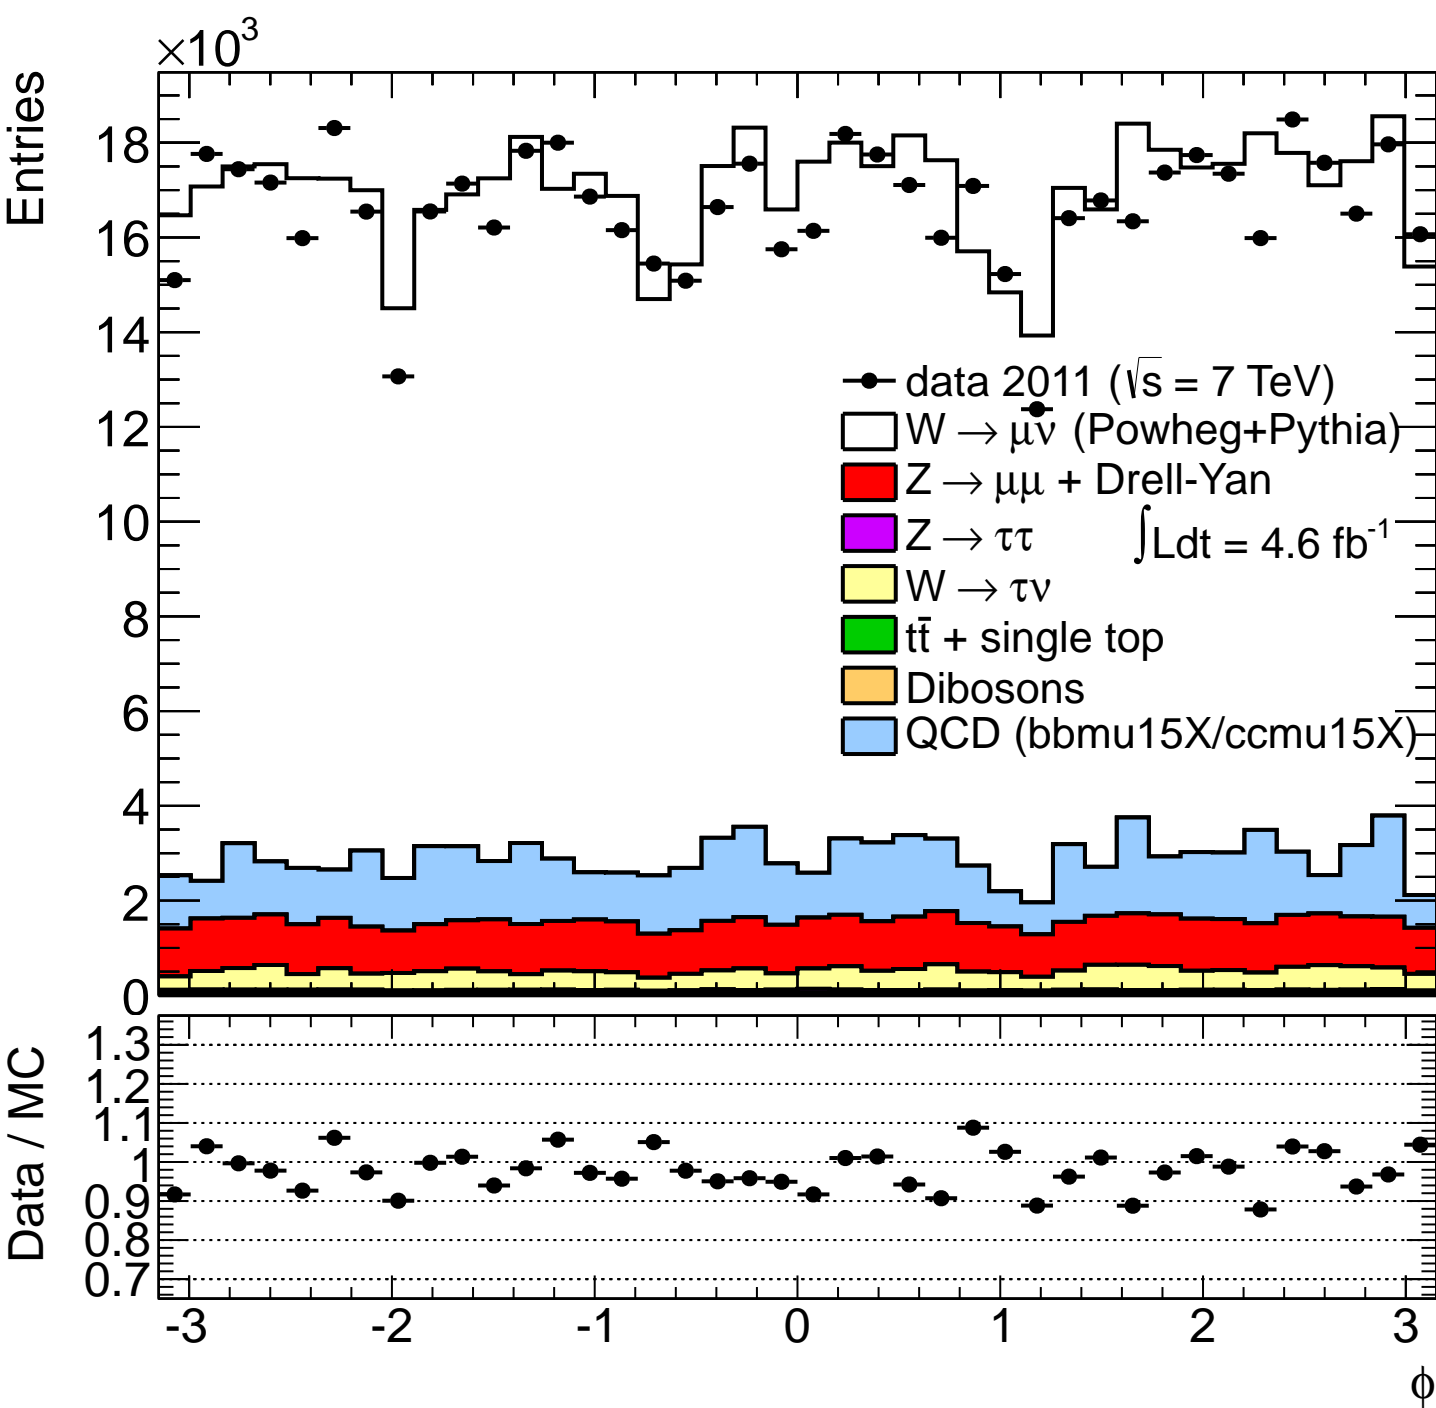 ×10³
Entries
18
16
14
12
10
8
6
4
2
0
data 2011 (√s = 7 TeV)
W → μν (Powheg+Pythia)
Z → μμ + Drell-Yan
Z → ττ
∫Ldt = 4.6 fb⁻¹
W → τν
tt̄ + single top
Dibosons
QCD (bbmu15X/ccmu15X)
Data / MC
1.3
1.2
1.1
1
0.9
0.8
0.7
-3 -2 -1 0 1 2 3
ϕ